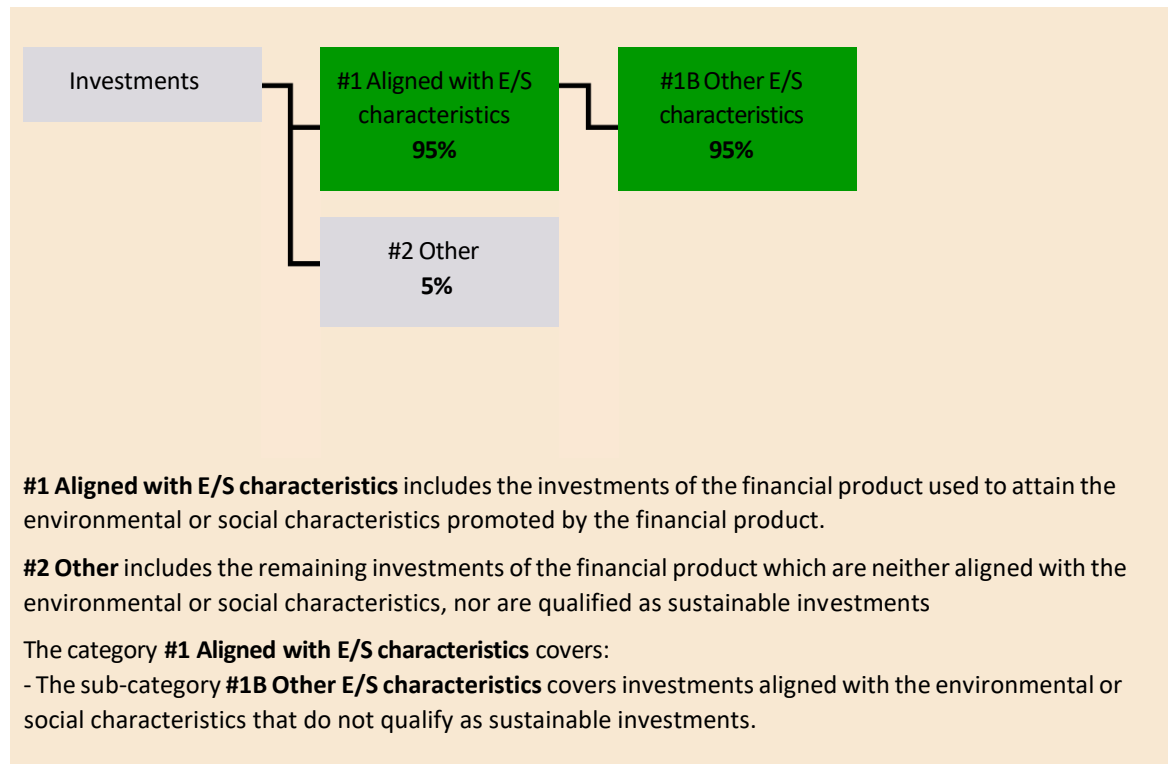 Investments
#1 Aligned with E/S
characteristics
95%
#1B Other E/S
characteristics
95%
#2 Other
5%
#1 Aligned with E/S characteristics includes the investments of the financial product used to attain the
environmental or social characteristics promoted by the financial product.
#2 Other includes the remaining investments of the financial product which are neither aligned with the
environmental or social characteristics, nor are qualified as sustainable investments
The category #1 Aligned with E/S characteristics covers:
- The sub-category #1B Other E/S characteristics covers investments aligned with the environmental or
social characteristics that do not qualify as sustainable investments.